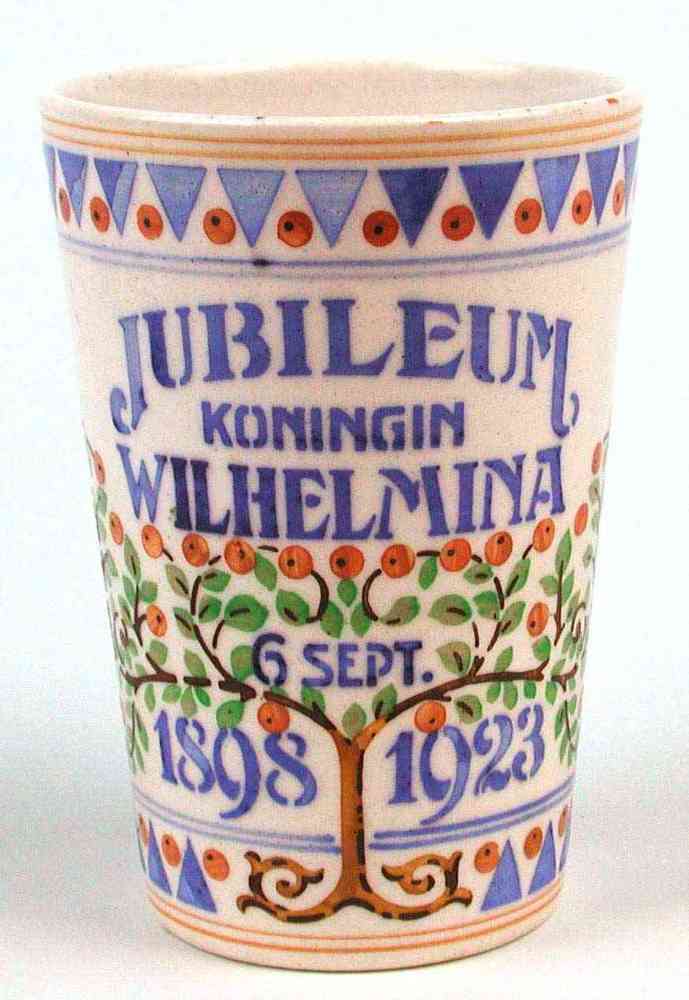 JUBILEUM
KONINGIN
WILHELMINA
6 SEPT.
1898 1923